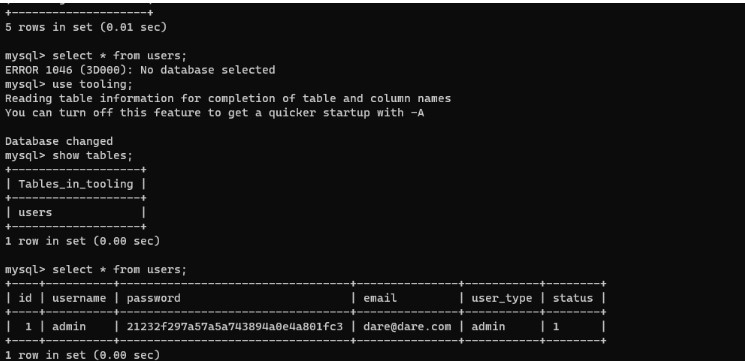 +--------------------+
5 rows in set (0.01 sec)
mysql> select * from users;
ERROR 1046 (3D000): No database selected
mysql> use tooling;
Reading table information for completion of table and column names
You can turn off this feature to get a quicker startup with -A
Database changed
mysql> show tables;
+-------------------+
| Tables_in_tooling |
+-------------------+
| users             |
+-------------------+
1 row in set (0.00 sec)
mysql> select * from users;
+----+----------+----------------------------------+---------------+-----------+--------+
| id | username | password                         | email         | user_type | status |
+----+----------+----------------------------------+---------------+-----------+--------+
|  1 | admin    | 21232f297a57a5a743894a0e4a801fc3 | dare@dare.com | admin     | 1      |
+----+----------+----------------------------------+---------------+-----------+--------+
1 row in set (0.00 sec)